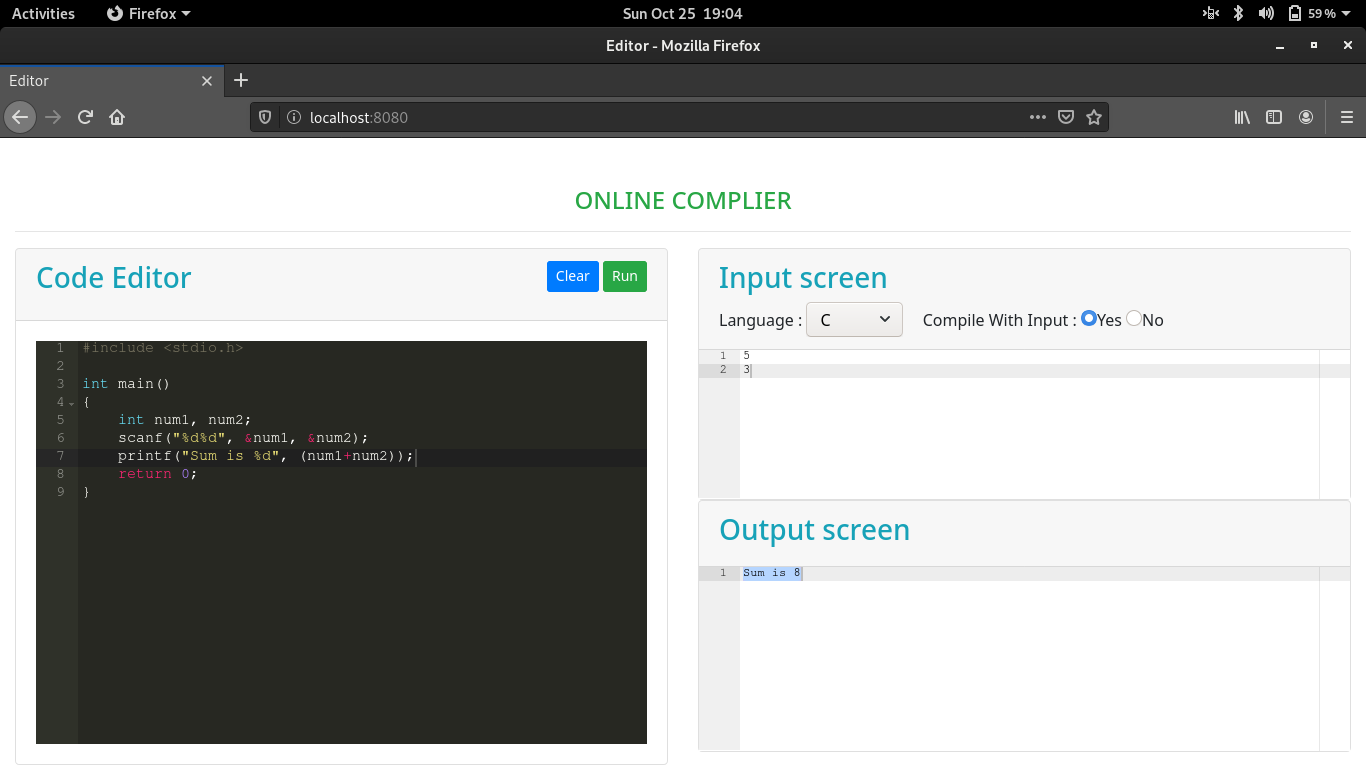 Activities Firefox Sun Oct 25 19:04 59 %
Editor - Mozilla Firefox
Editor
localhost:8080
ONLINE COMPLIER
Code Editor
Clear Run
1 #include <stdio.h>
2
3 int main()
4 {
5 int num1, num2;
6 scanf("%d%d", &num1, &num2);
7 printf("Sum is %d", (num1+num2));
8 return 0;
9 }
Input screen
Language : C Compile With Input : Yes No
1 5
2 3
Output screen
1 Sum is 8